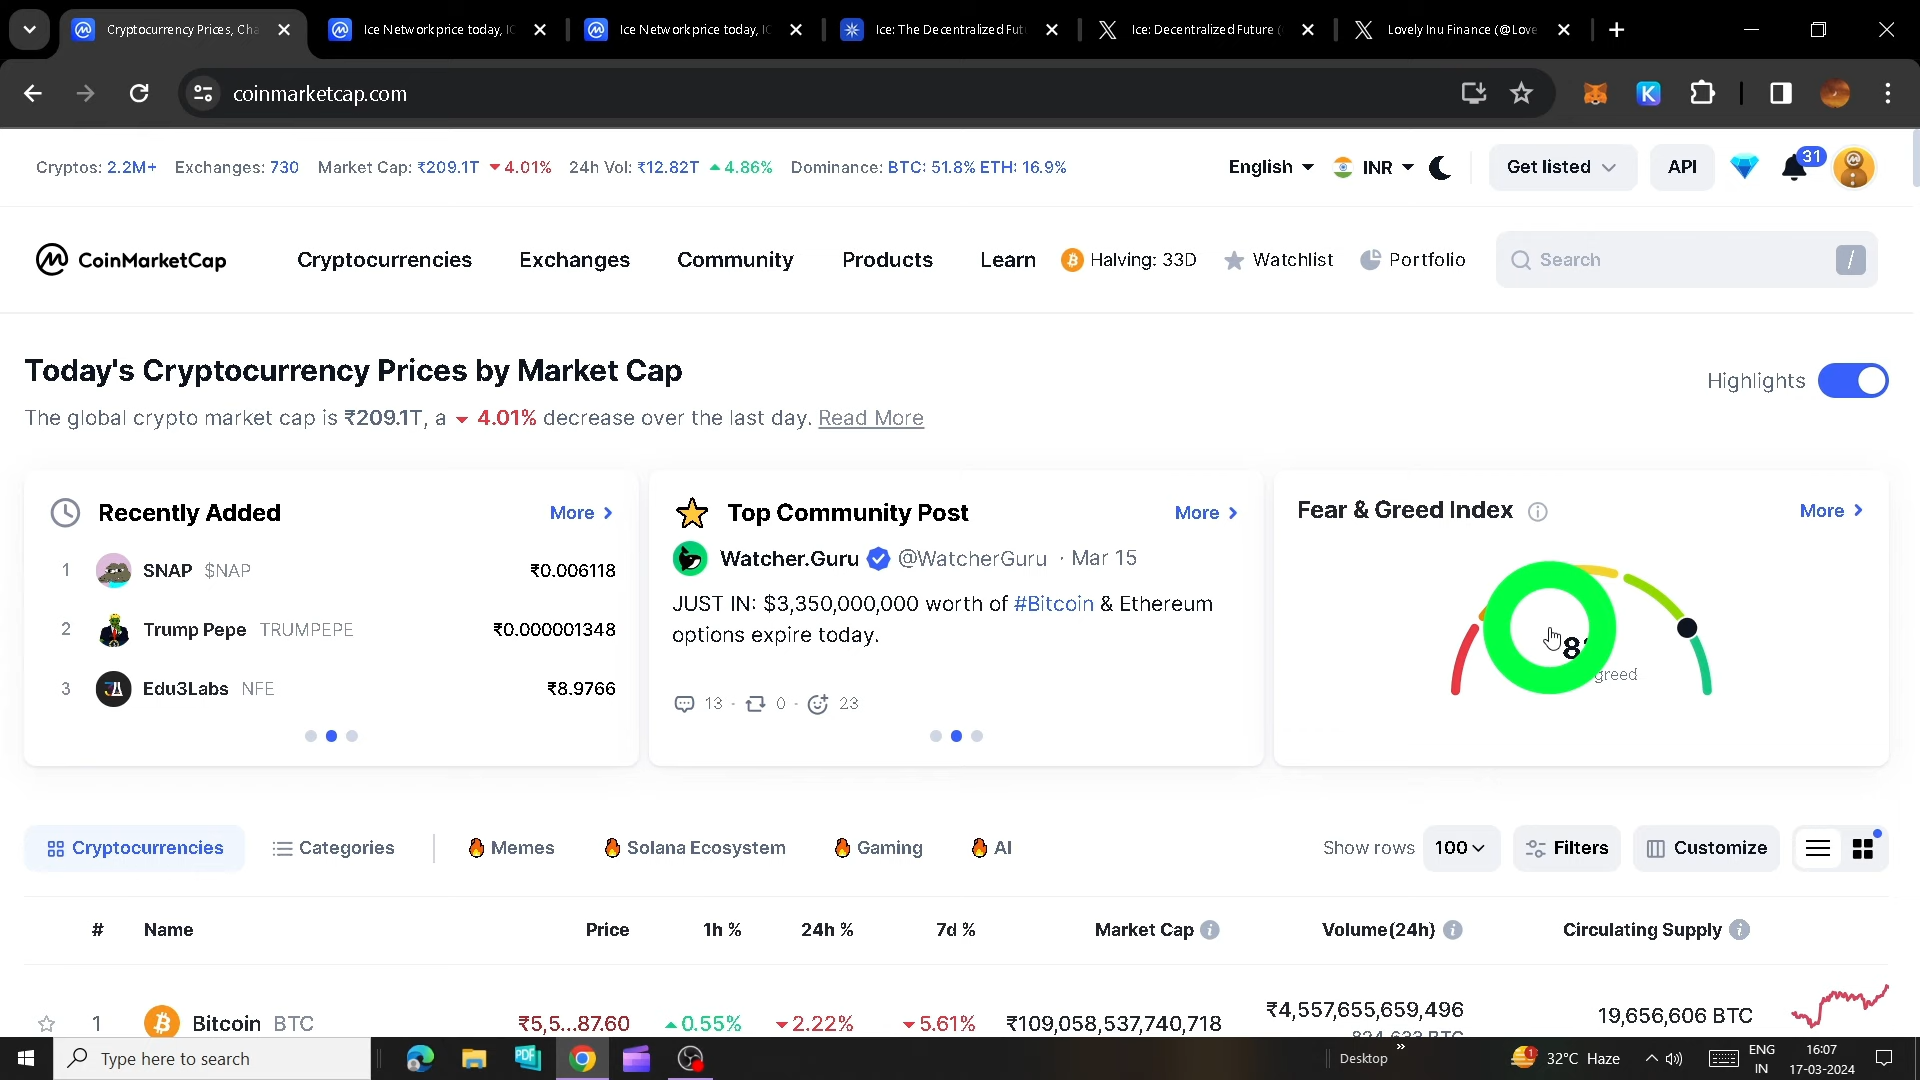 Cryptocurrency Prices, Cha
Ice Network price today, IC
Ice Network price today, IC
Ice: The Decentralized Fut
Ice: Decentralized Future (
Lovely Inu Finance (@Love
coinmarketcap.com
Cryptos: 2.2M+ Exchanges: 730 Market Cap: ₹209.1T 4.01% 24h Vol: ₹12.82T 4.86% Dominance: BTC: 51.8% ETH: 16.9%
English INR Get listed API 31
CoinMarketCap Cryptocurrencies Exchanges Community Products Learn Halving: 33D Watchlist Portfolio Search /
Today's Cryptocurrency Prices by Market Cap
Highlights
The global crypto market cap is ₹209.1T, a 4.01% decrease over the last day. Read More
Recently Added More
1 SNAP $NAP ₹0.006118
2 Trump Pepe TRUMPEPE ₹0.000001348
3 Edu3Labs NFE ₹8.9766
Top Community Post More
Watcher.Guru @WatcherGuru · Mar 15
JUST IN: $3,350,000,000 worth of #Bitcoin & Ethereum
options expire today.
13 · 0 · 23
Fear & Greed Index More
greed
Cryptocurrencies Categories Memes Solana Ecosystem Gaming AI Show rows 100 Filters Customize
# Name Price 1h % 24h % 7d % Market Cap Volume(24h) Circulating Supply
1 Bitcoin BTC ₹5,5...87.60 0.55% 2.22% 5.61% ₹109,058,537,740,718 ₹4,557,655,659,496 19,656,606 BTC
Type here to search
Desktop
32°C Haze
ENG
IN
16:07
17-03-2024